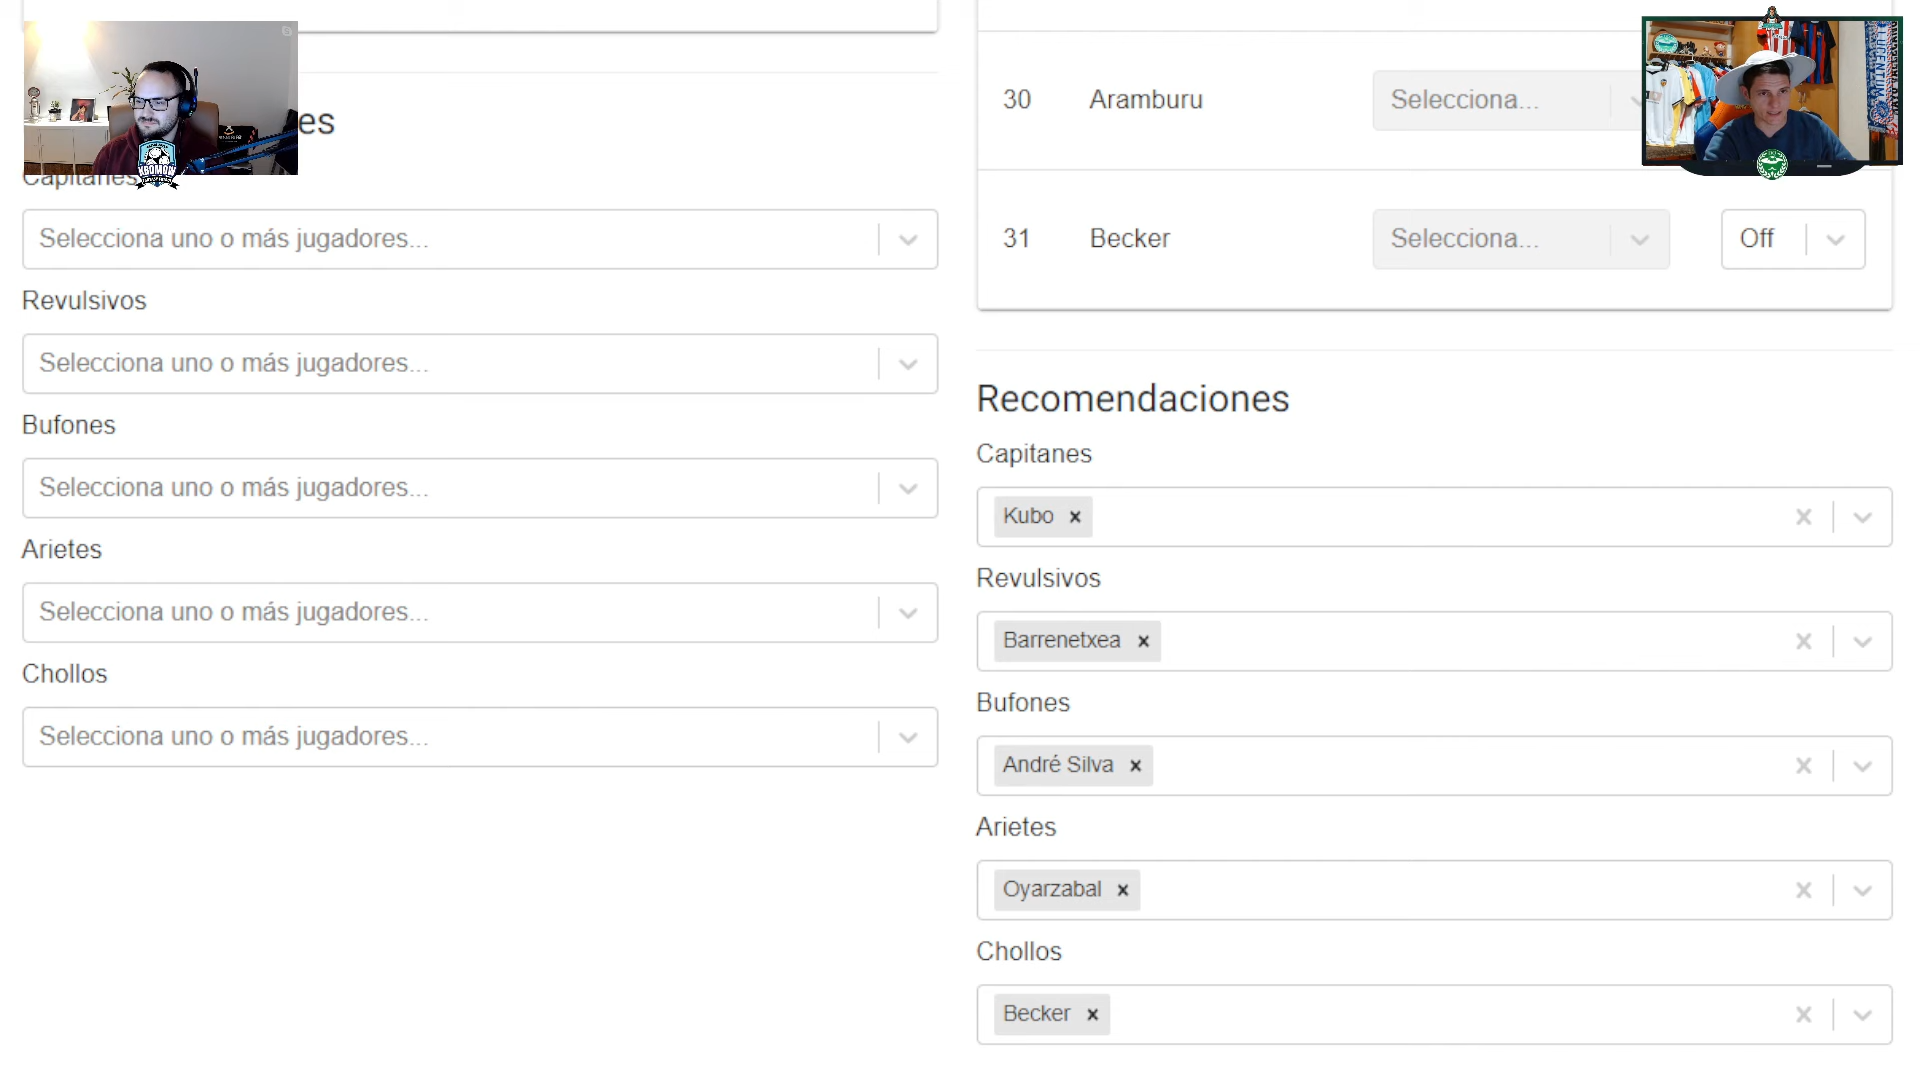 es
Capitanes
Selecciona uno o más jugadores...
Revulsivos
Selecciona uno o más jugadores...
Bufones
Selecciona uno o más jugadores...
Arietes
Selecciona uno o más jugadores...
Chollos
Selecciona uno o más jugadores...
30 Aramburu Selecciona...
31 Becker Selecciona... Off
Recomendaciones
Capitanes
Kubo
Revulsivos
Barrenetxea
Bufones
André Silva
Arietes
Oyarzabal
Chollos
Becker